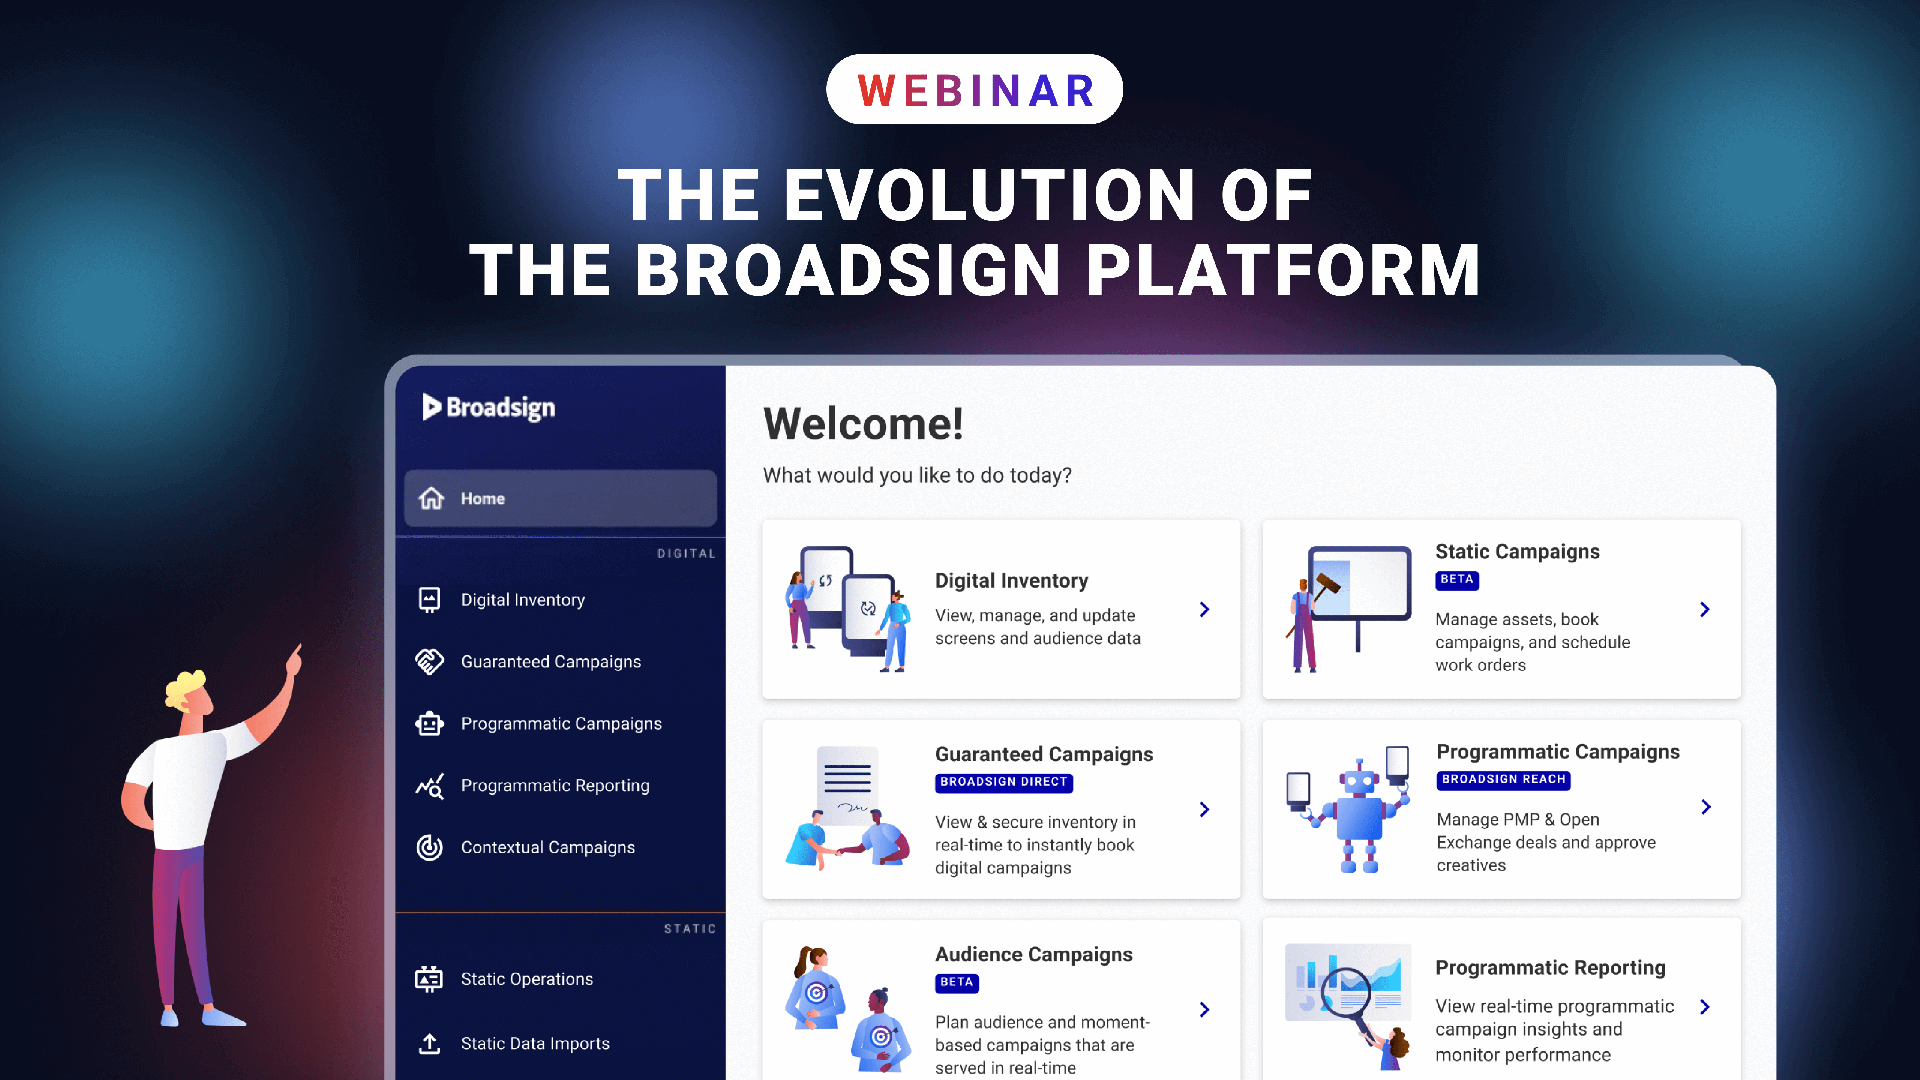 WEBINAR
THE EVOLUTION OF
THE BROADSIGN PLATFORM
Broadsign
Home
DIGITAL
Digital Inventory
Guaranteed Campaigns
Programmatic Campaigns
Programmatic Reporting
Contextual Campaigns
STATIC
Static Operations
Static Data Imports
Welcome!
What would you like to do today?
Digital Inventory
View, manage, and update
screens and audience data
Static Campaigns
BETA
Manage assets, book
campaigns, and schedule
work orders
Guaranteed Campaigns
BROADSIGN DIRECT
View & secure inventory in
real-time to instantly book
digital campaigns
Programmatic Campaigns
BROADSIGN REACH
Manage PMP & Open
Exchange deals and approve
creatives
Audience Campaigns
BETA
Plan audience and moment-
based campaigns that are
served in real-time
Programmatic Reporting
View real-time programmatic
campaign insights and
monitor performance